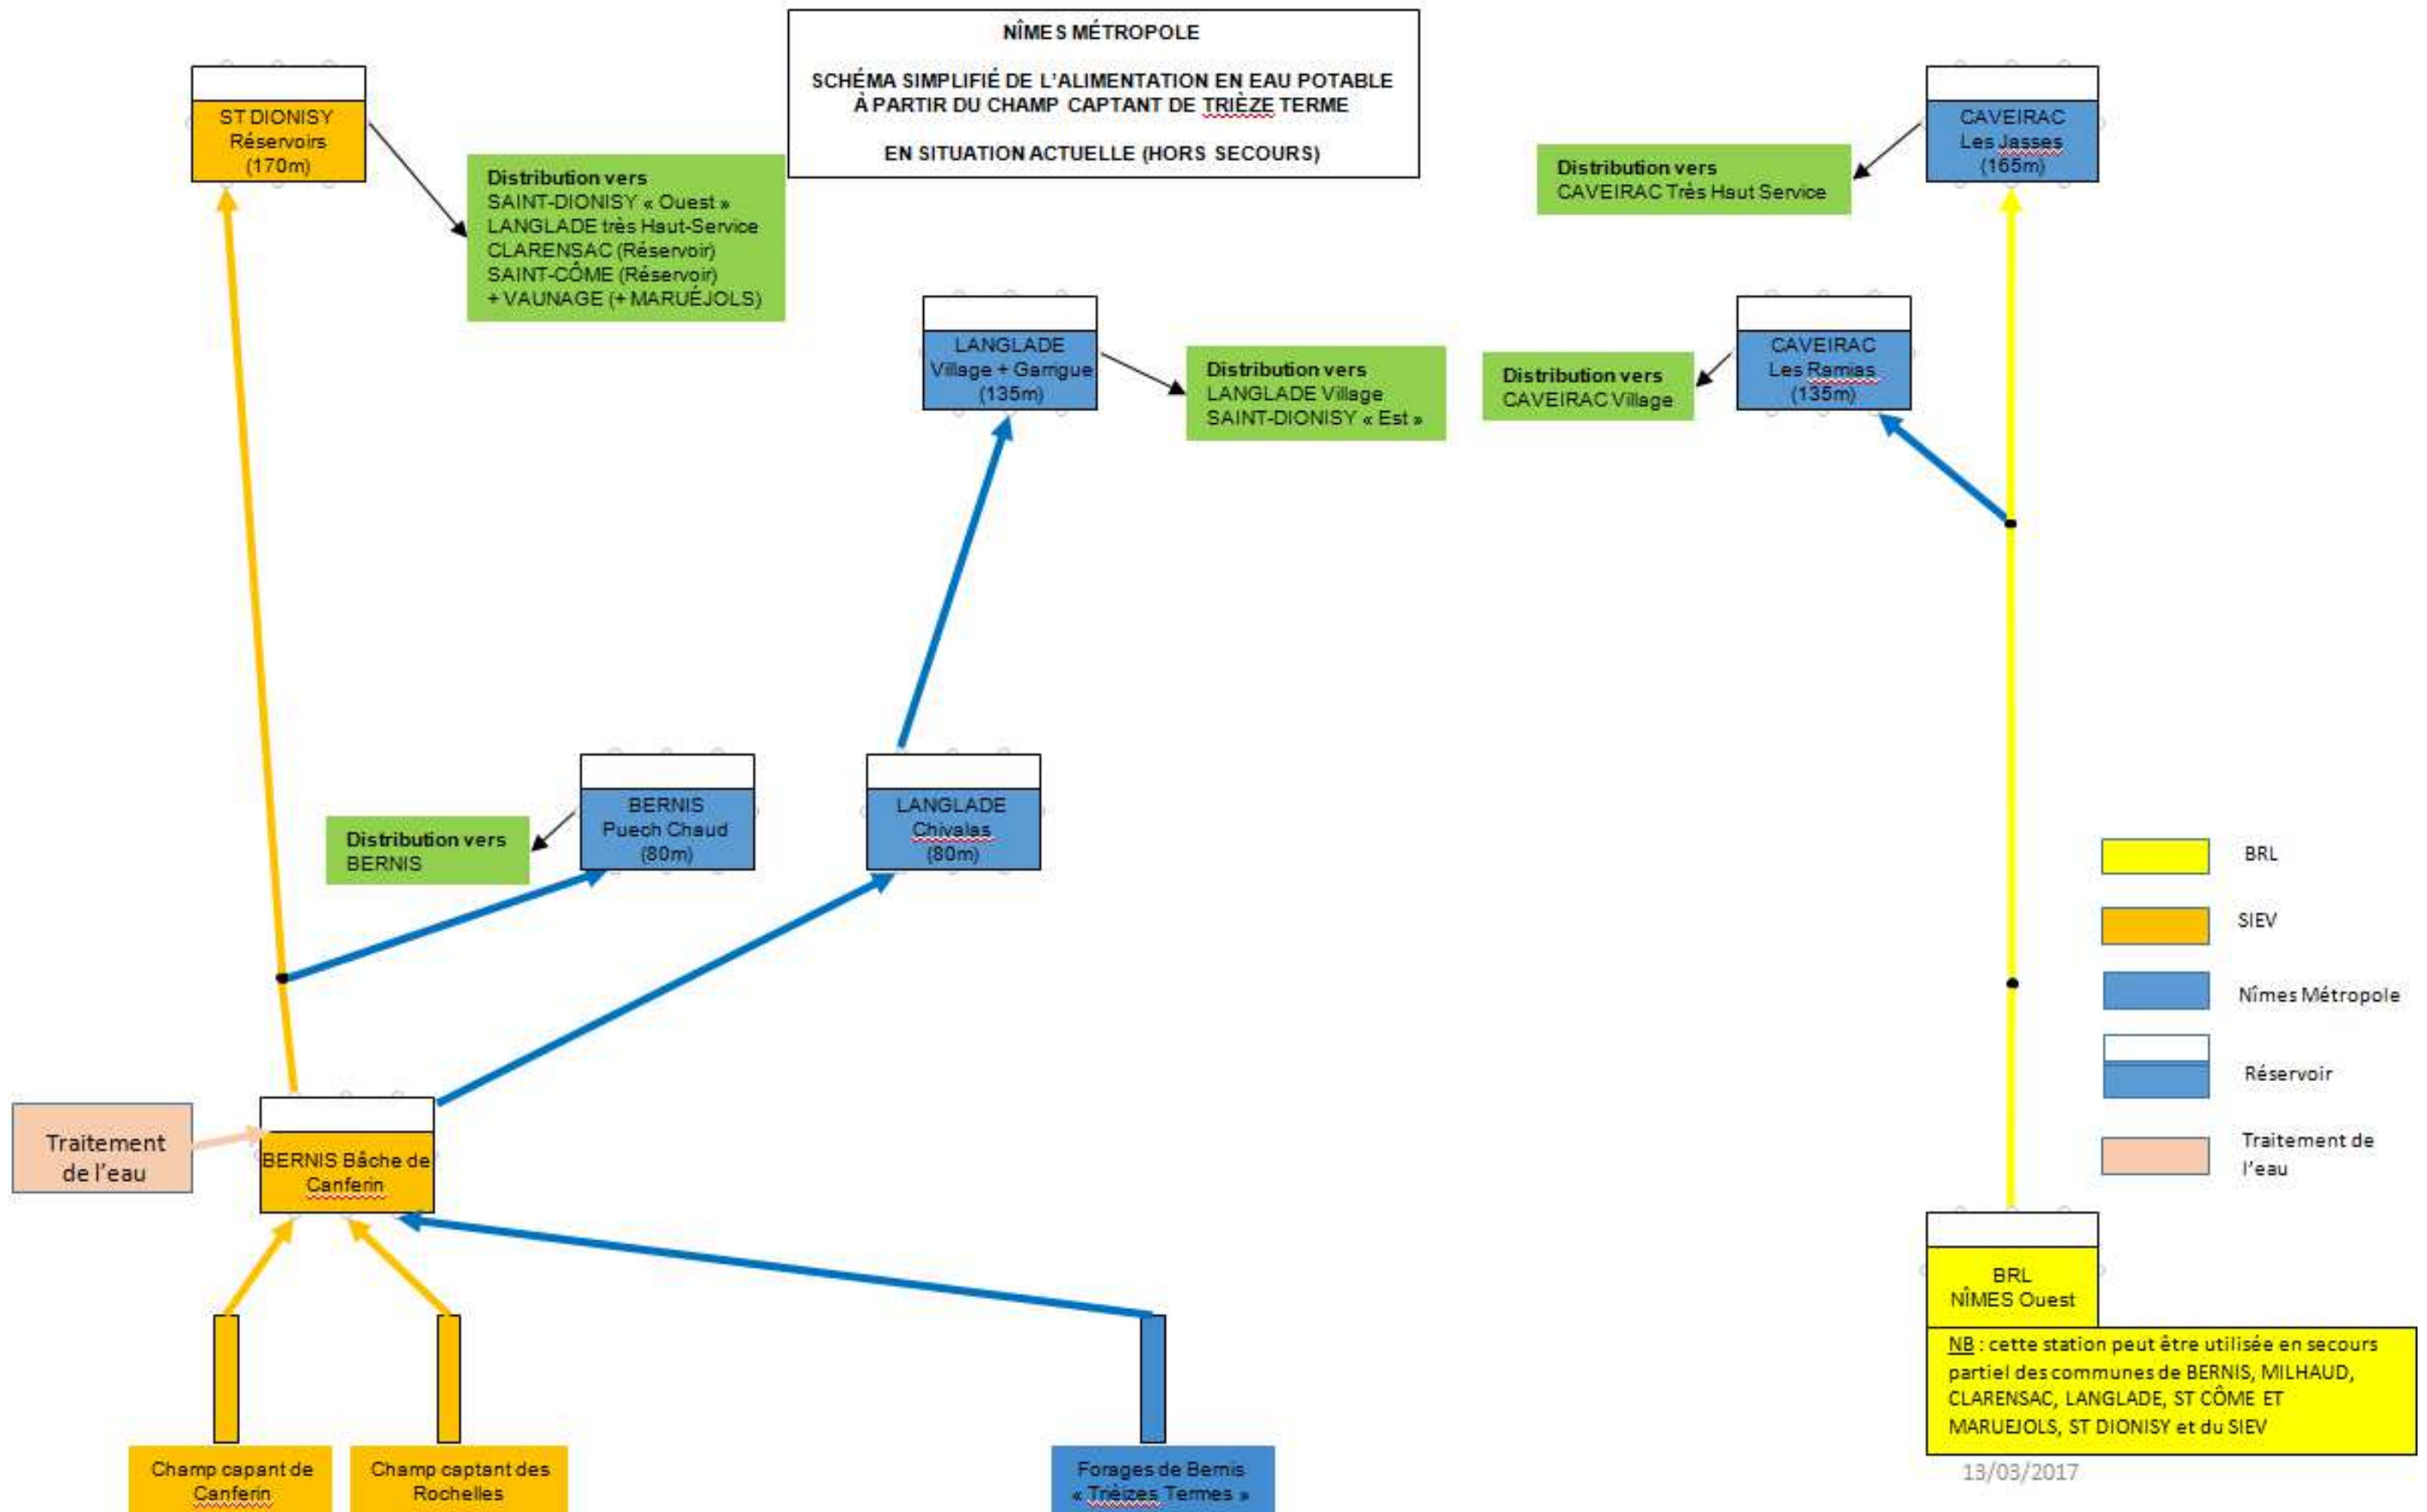 NÎMES MÉTROPOLE
SCHÉMA SIMPLIFIÉ DE L'ALIMENTATION EN EAU POTABLE
À PARTIR DU CHAMP CAPTANT DE TRIÈZE TERME
EN SITUATION ACTUELLE (HORS SECOURS)
ST DIONISY
Réservoirs
(170m)
Distribution vers
SAINT-DIONISY « Ouest »
LANGLADE très Haut-Service
CLARENSAC (Réservoir)
SAINT-CÔME (Réservoir)
+ VAUNAGE (+ MARUÉJOLS)
CAVEIRAC
Les Jasses
(165m)
Distribution vers
CAVEIRAC Très Haut Service
LANGLADE
Village + Garrigue
(135m)
Distribution vers
LANGLADE Village
SAINT-DIONISY « Est »
Distribution vers
CAVEIRAC Village
CAVEIRAC
Les Ramias
(135m)
Distribution vers
BERNIS
BERNIS
Puech Chaud
(80m)
LANGLADE
Chivalas
(80m)
BRL
SIEV
Nîmes Métropole
Réservoir
Traitement de
l'eau
Traitement
de l'eau
BERNIS Bâche de
Canferin
BRL
NÎMES Ouest
NB : cette station peut être utilisée en secours
partiel des communes de BERNIS, MILHAUD,
CLARENSAC, LANGLADE, ST CÔME ET
MARUEJOLS, ST DIONISY et du SIEV
Champ capant de
Canferin
Champ captant des
Rochelles
Forages de Bernis
« Trièizes Termes »
13/03/2017